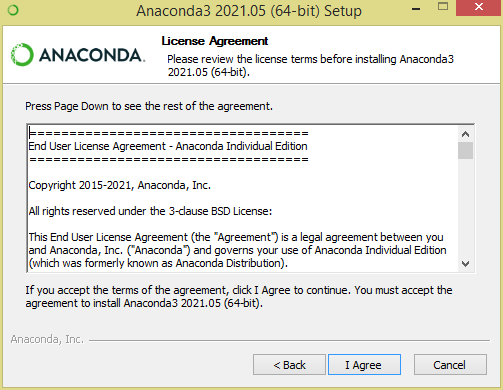 Anaconda3 2021.05 (64-bit) Setup
ANACONDA.
License Agreement
Please review the license terms before installing Anaconda3
2021.05 (64-bit).
Press Page Down to see the rest of the agreement.
===================================
End User License Agreement - Anaconda Individual Edition
===================================
Copyright 2015-2021, Anaconda, Inc.
All rights reserved under the 3-clause BSD License:
This End User License Agreement (the "Agreement") is a legal agreement between you
and Anaconda, Inc. ("Anaconda") and governs your use of Anaconda Individual Edition
(which was formerly known as Anaconda Distribution).
If you accept the terms of the agreement, click I Agree to continue. You must accept the
agreement to install Anaconda3 2021.05 (64-bit).
Anaconda, Inc.
< Back
I Agree
Cancel